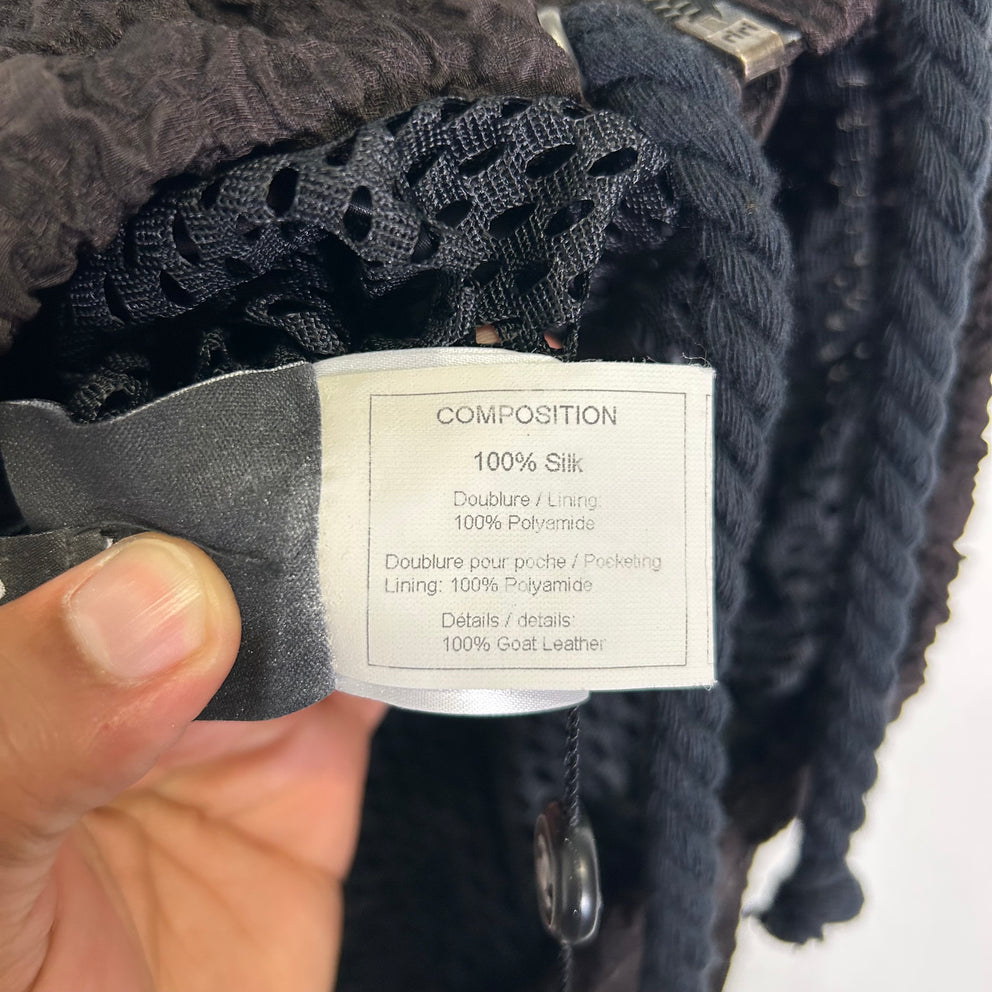 COMPOSITION
100% Silk
Doublure / Lining:
100% Polyamide
Doublure pour poche / Pocketing
Lining: 100% Polyamide
Détails / details:
100% Goat Leather